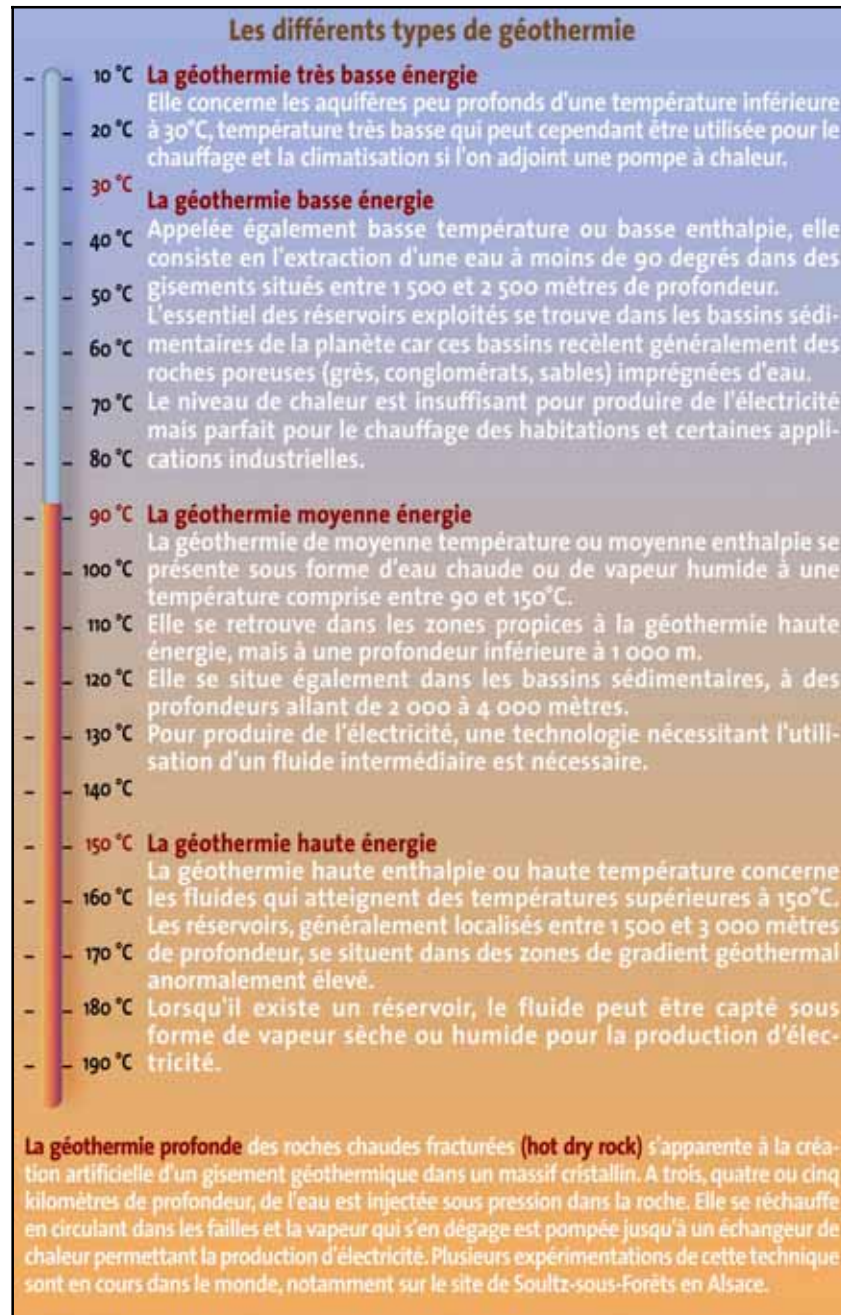 Les différents types de géothermie
10 °C La géothermie très basse énergie
Elle concerne les aquifères peu profonds d'une température inférieure
20 °C à 30°C, température très basse qui peut cependant être utilisée pour le
chauffage et la climatisation si l'on adjoint une pompe à chaleur.
30 °C
La géothermie basse énergie
Appelée également basse température ou basse enthalpie, elle
40 °C
consiste en l'extraction d'une eau à moins de 90 degrés dans des
50 °C gisements situés entre 1 500 et 2 500 mètres de profondeur.
L'essentiel des réservoirs exploités se trouve dans les bassins sédi-
60 °C mentaires de la planète car ces bassins recèlent généralement des
roches poreuses (grès, conglomérats, sables) imprégnées d'eau.
70 °C Le niveau de chaleur est insuffisant pour produire de l'électricité
mais parfait pour le chauffage des habitations et certaines appli-
80 °C cations industrielles.
90 °C La géothermie moyenne énergie
La géothermie de moyenne température ou moyenne enthalpie se
100 °C présente sous forme d'eau chaude ou de vapeur humide à une
température comprise entre 90 et 150°C.
110 °C Elle se retrouve dans les zones propices à la géothermie haute
énergie, mais à une profondeur inférieure à 1 000 m.
120 °C Elle se situe également dans les bassins sédimentaires, à des
profondeurs allant de 2 000 à 4 000 mètres.
130 °C Pour produire de l'électricité, une technologie nécessitant l'utili-
sation d'un fluide intermédiaire est nécessaire.
140 °C
150 °C La géothermie haute énergie
La géothermie haute enthalpie ou haute température concerne
160 °C les fluides qui atteignent des températures supérieures à 150°C.
Les réservoirs, généralement localisés entre 1 500 et 3 000 mètres
170 °C de profondeur, se situent dans des zones de gradient géothermal
anormalement élevé.
180 °C Lorsqu'il existe un réservoir, le fluide peut être capté sous
forme de vapeur sèche ou humide pour la production d'élec-
190 °C tricité.
La géothermie profonde des roches chaudes fracturées (hot dry rock) s'apparente à la créa-
tion artificielle d'un gisement géothermique dans un massif cristallin. A trois, quatre ou cinq
kilomètres de profondeur, de l'eau est injectée sous pression dans la roche. Elle se réchauffe
en circulant dans les failles et la vapeur qui s'en dégage est pompée jusqu'à un échangeur de
chaleur permettant la production d'électricité. Plusieurs expérimentations de cette technique
sont en cours dans le monde, notamment sur le site de Soultz-sous-Forêts en Alsace.